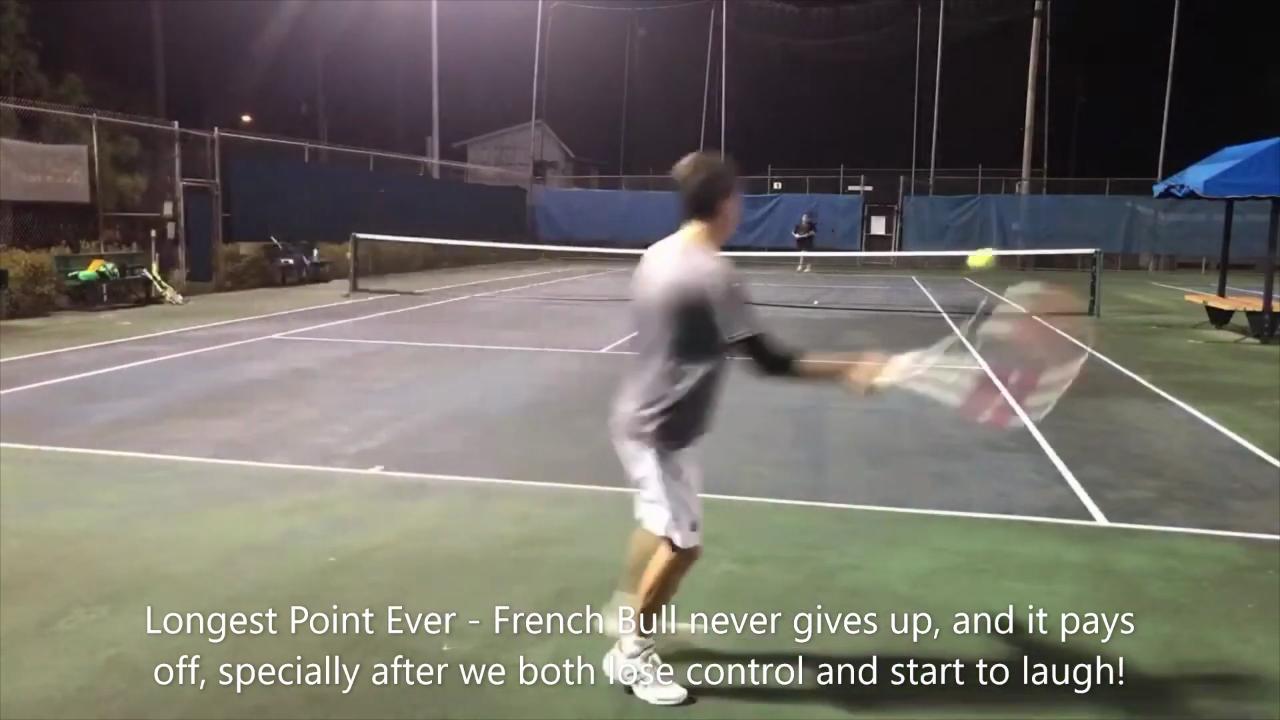 Longest Point Ever - French Bull never gives up, and it pays
off, specially after we both lose control and start to laugh!